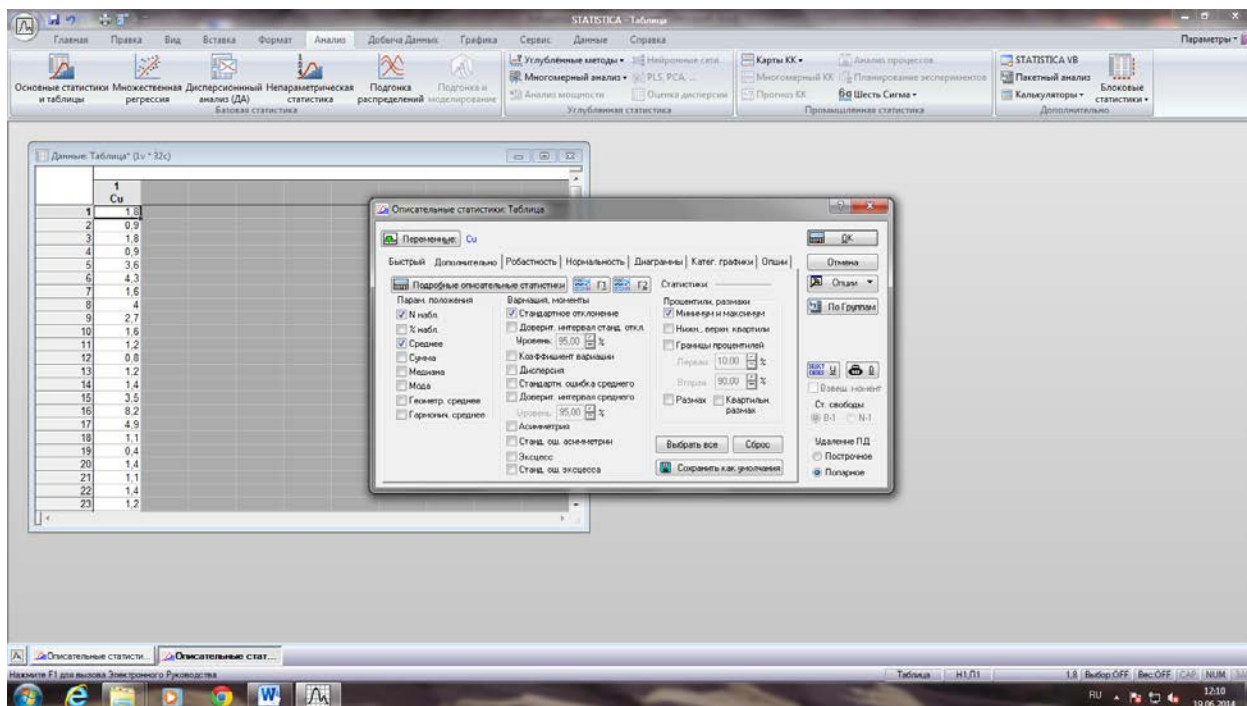 STATISTICA - Таблица
Главная Правка Вид Вставка Формат Анализ Добыча Данных Графика Сервис Данные Справка Параметры
Основные статистики и таблицы
Множественная регрессия
Дисперсионный анализ (ДА)
Непараметрическая статистика
Подгонка распределений
Подгонка и моделирование
Базовая статистика
Углублённые методы
Многомерный анализ
Анализ мощности
Нейронные сети
PLS, PCA, ...
Оценка дисперсии
Углубленная статистика
Карты КК
Многомерный КК
Прогноз КК
Анализ процессов
Планирование экспериментов
6σ Шесть Сигма
Промышленная статистика
STATISTICA VB
Пакетный анализ
Калькуляторы
Блоковые статистики
Дополнительно
Данные: Таблица* (1v * 32c)
1
Cu
1 1,8
2 0,9
3 1,8
4 0,9
5 3,6
6 4,3
7 1,6
8 4
9 2,7
10 1,6
11 1,2
12 0,8
13 1,2
14 1,4
15 3,5
16 8,2
17 4,9
18 1,1
19 0,4
20 1,4
21 1,1
22 1,4
23 1,2
Описательные статистики: Таблица
Переменные: Cu
Быстрый Дополнительно Робастность Нормальность Диаграммы Катег. графики Опции
Подробные описательные статистики Г1 Г2
Парам. положения
N набл.
% набл.
Среднее
Сумма
Медиана
Мода
Геометр. среднее
Гармонич. среднее
Вариация, моменты
Стандартное отклонение
Доверит. интервал станд. откл.
Уровень: 95,00 %
Коэффициент вариации
Дисперсия
Стандартн. ошибка среднего
Доверит. интервал среднего
Уровень: 95,00 %
Асимметрия
Станд. ош. асимметрии
Эксцесс
Станд. ош. эксцесса
Статистики
Процентили, размахи
Минимум и максимум
Нижн., верхн. квартили
Границы процентилей
Первая: 10,00 %
Вторая: 90,00 %
Размах Квартильн. размах
Выбрать все Сброс
Сохранить как умолчания
OK
Отмена
Опции
По Группам
SELECT CASES
Взвеш. момент
Ст. свободы
В-1 N-1
Удаление ПД
Построчное
Попарное
Описательные статисти... Описательные стат...
Нажмите F1 для вызова Электронного Руководства
Таблица Н1,П1 1,8 Выбор:OFF Вес:OFF CAP NUM
RU 12:10
19.06.2014